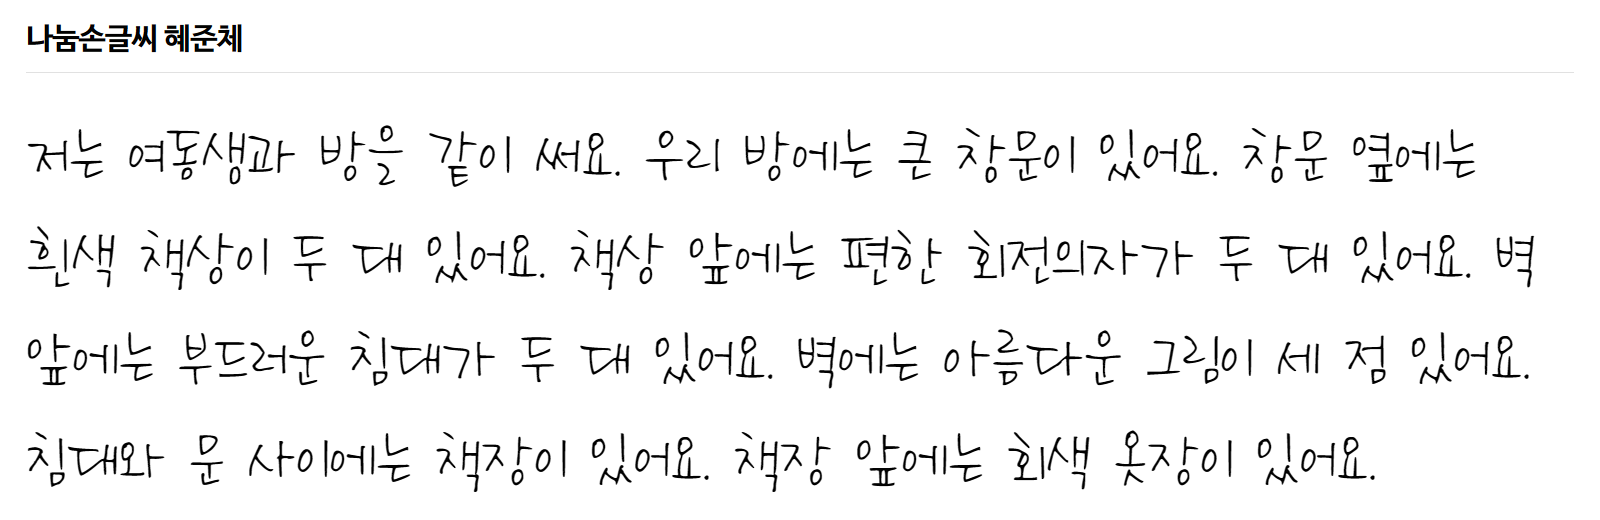 나눔손글씨 혜준체
저는 여동생과 방을 같이 써요. 우리 방에는 큰 창문이 있어요. 창문 옆에는
흰색 책상이 두 대 있어요. 책상 앞에는 편한 회전의자가 두 대 있어요. 벽
앞에는 부드러운 침대가 두 대 있어요. 벽에는 아름다운 그림이 세 점 있어요.
침대와 문 사이에는 책장이 있어요. 책장 앞에는 회색 옷장이 있어요.